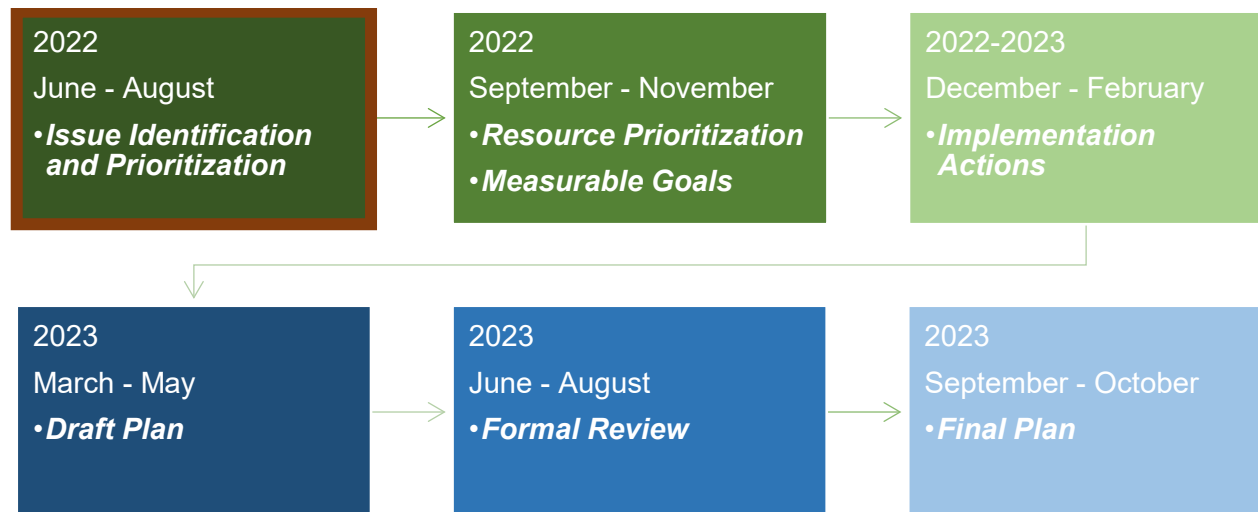 2022
June - August
•Issue Identification
and Prioritization
2022
September - November
•Resource Prioritization
•Measurable Goals
2022-2023
December - February
•Implementation
Actions
2023
March - May
•Draft Plan
2023
June - August
•Formal Review
2023
September - October
•Final Plan